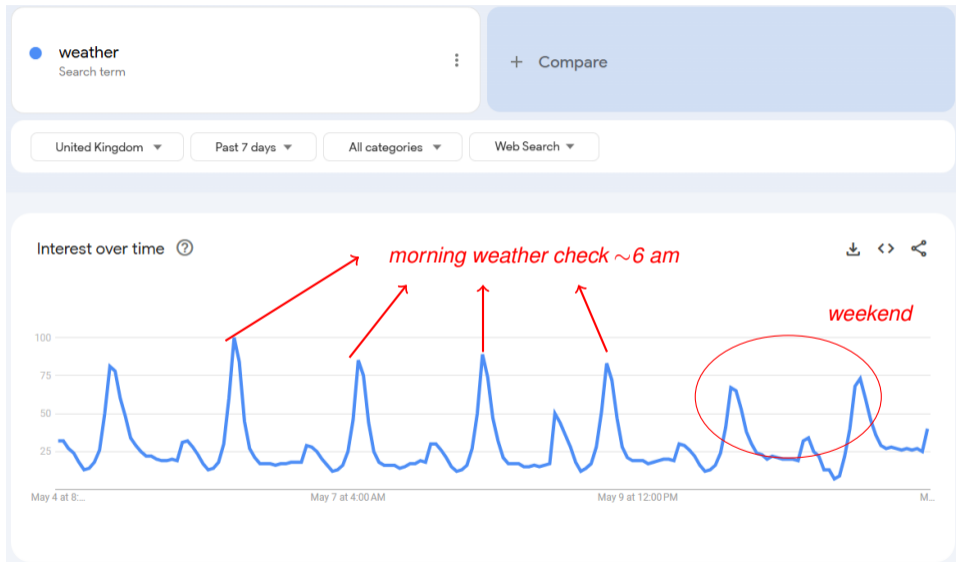 weather
Search term
+ Compare
United Kingdom
Past 7 days
All categories
Web Search
Interest over time
morning weather check ~6 am
weekend
100
75
50
25
May 4 at 8:...
May 7 at 4:00 AM
May 9 at 12:00 PM
M...